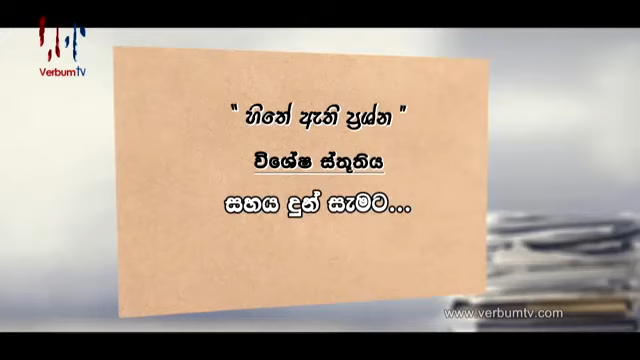 VerbumTV
" හිතේ ඇති ප්‍රශ්න "
විශේෂ ස්තූතිය
සහය දුන් සැමට...
www.verbumtv.com